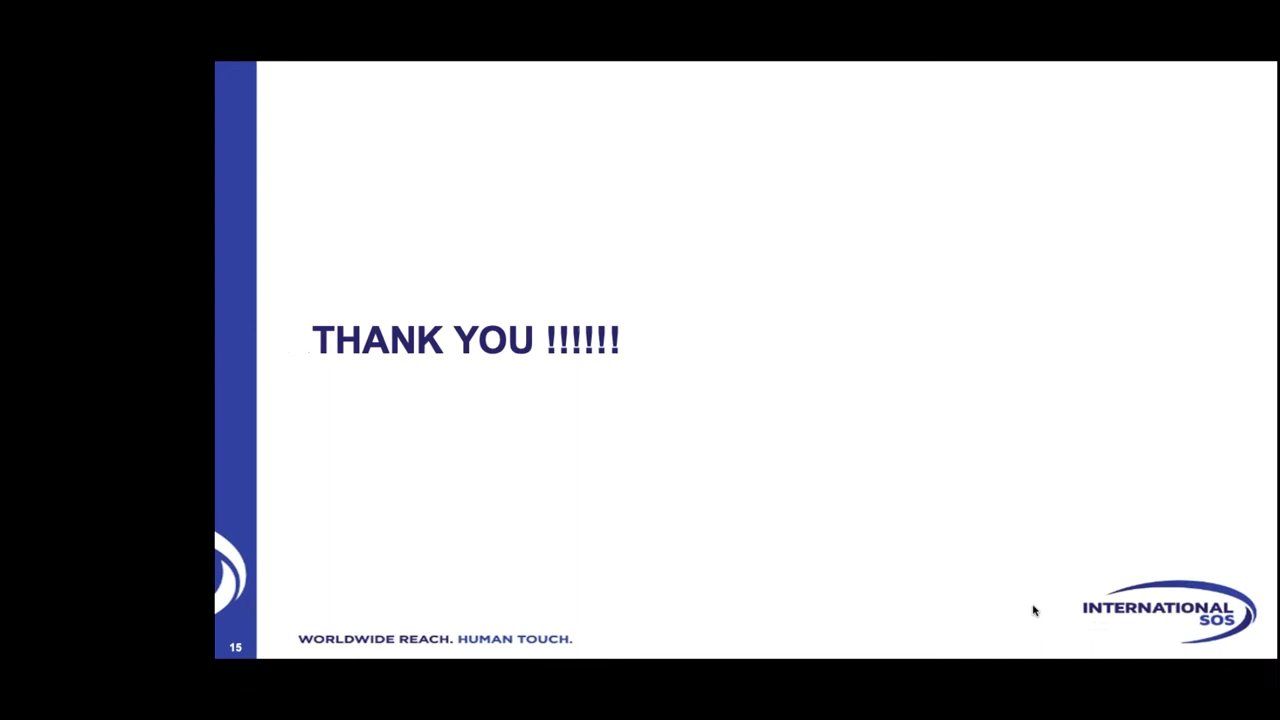 THANK YOU !!!!!!
INTERNATIONAL
SOS
WORLDWIDE REACH. HUMAN TOUCH.
15